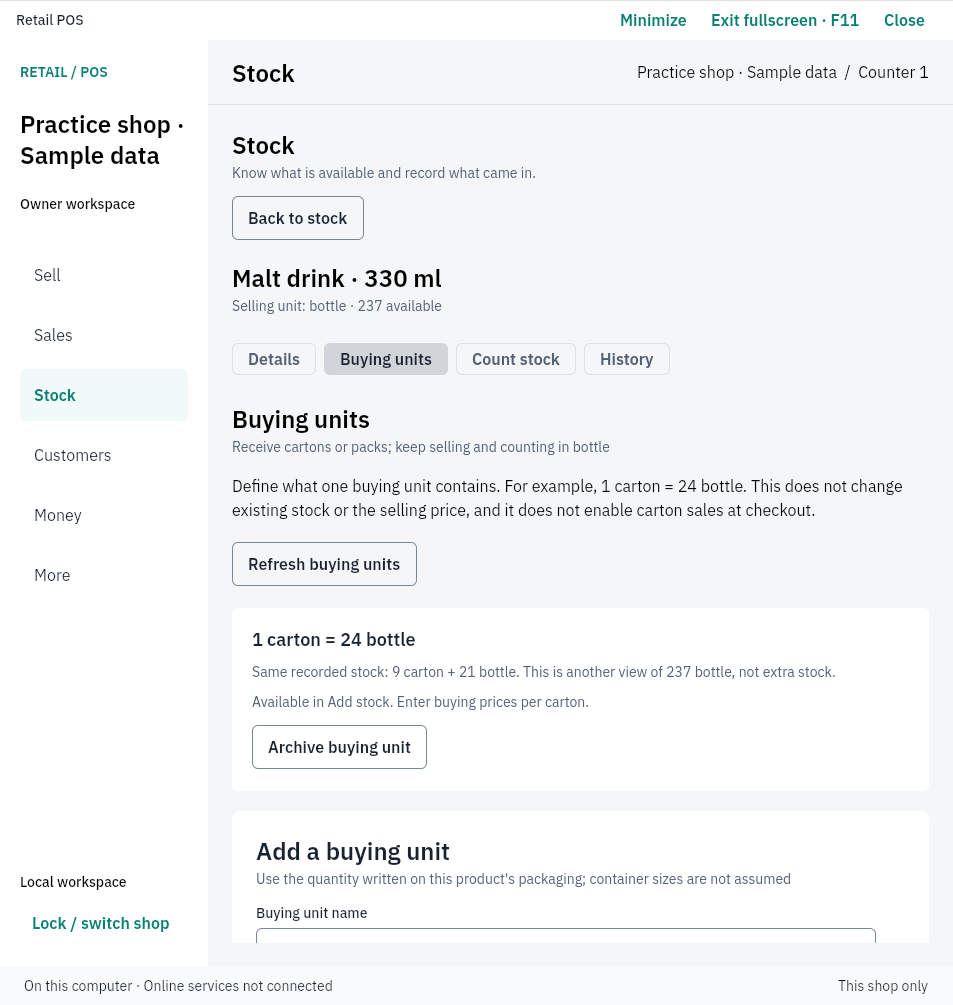 Retail POS
Minimize
Exit fullscreen · F11
Close
RETAIL / POS
Practice shop ·
Sample data
Owner workspace
Sell
Sales
Stock
Customers
Money
More
Local workspace
Lock / switch shop
Stock
Practice shop · Sample data / Counter 1
Stock
Know what is available and record what came in.
Back to stock
Malt drink · 330 ml
Selling unit: bottle · 237 available
Details
Buying units
Count stock
History
Buying units
Receive cartons or packs; keep selling and counting in bottle
Define what one buying unit contains. For example, 1 carton = 24 bottle. This does not change
existing stock or the selling price, and it does not enable carton sales at checkout.
Refresh buying units
1 carton = 24 bottle
Same recorded stock: 9 carton + 21 bottle. This is another view of 237 bottle, not extra stock.
Available in Add stock. Enter buying prices per carton.
Archive buying unit
Add a buying unit
Use the quantity written on this product's packaging; container sizes are not assumed
Buying unit name
On this computer · Online services not connected
This shop only